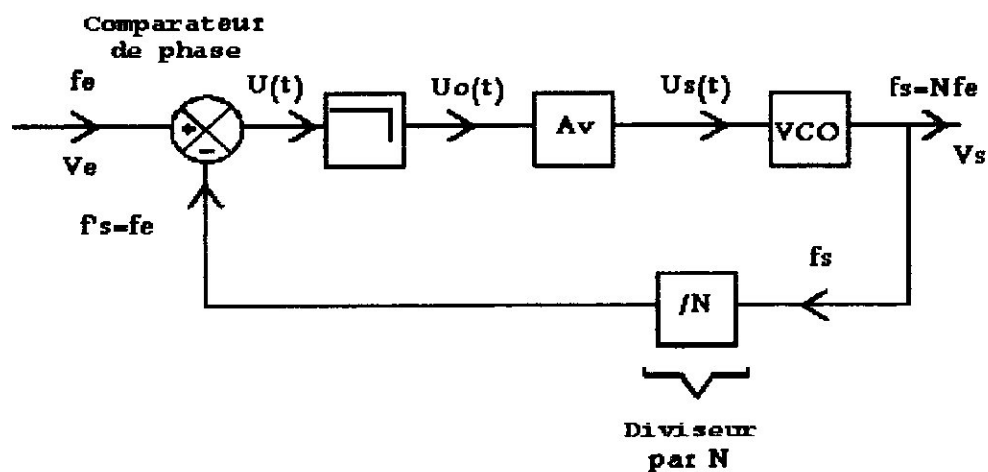 Comparateur
de phase
fe
U(t)
Uo(t)
Us(t)
fs=Nfe
+
-
Av
VCO
Ve
Vs
f's=fe
fs
/N
Diviseur
par N